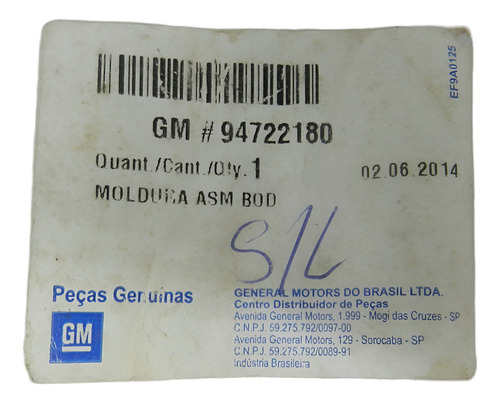 EF9A0125
GM # 94722180
Quant./Cant./Qty. 1 02.06.2014
MOLDURA ASM BOD
S/L
Peças Genuínas
GM
GENERAL MOTORS DO BRASIL LTDA.
Centro Distribuidor de Peças
Avenida General Motors, 1.999 - Mogi das Cruzes - SP
C.N.P.J. 59.275.792/0097-00
Avenida General Motors, 129 - Sorocaba - SP
C.N.P.J. 59.275.792/0089-91
Indústria Brasileira